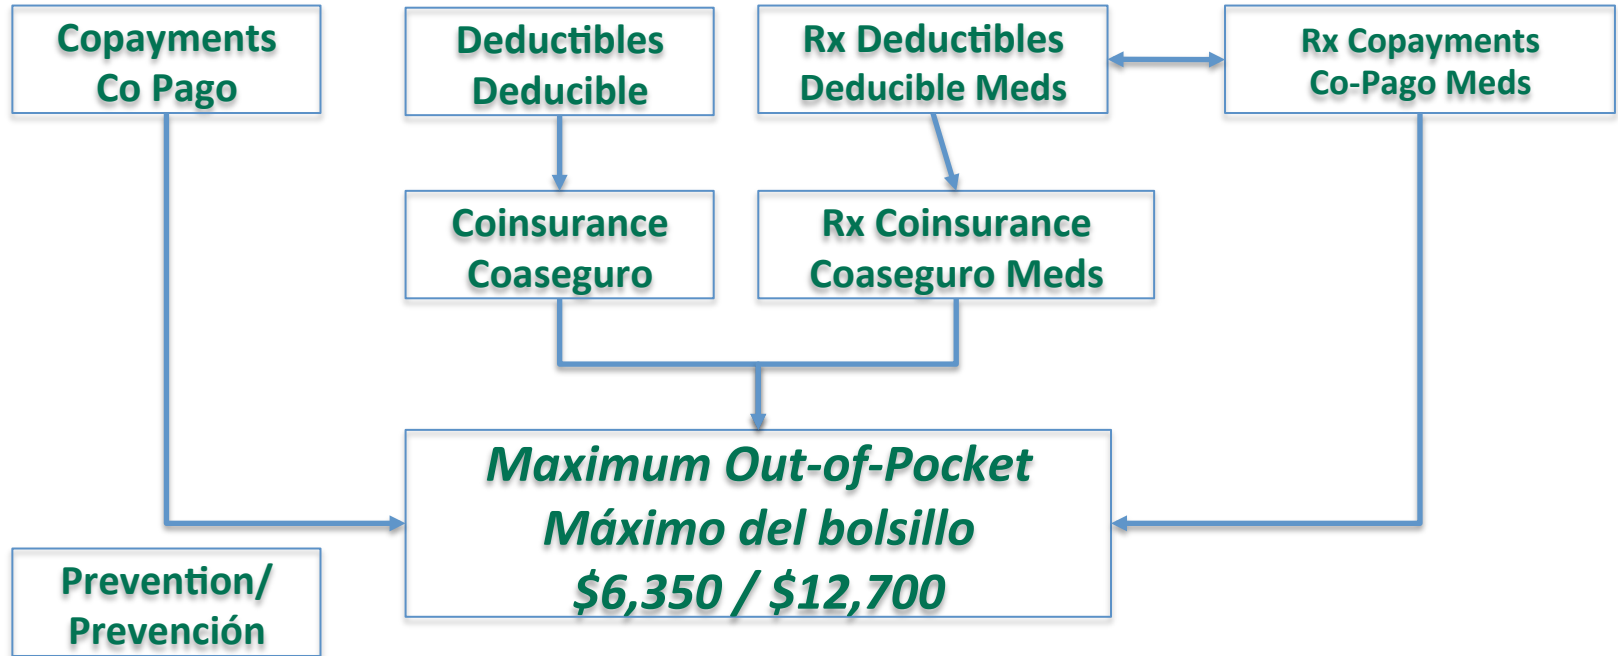 Copayments
Co Pago
Deductibles
Deducible
Rx Deductibles
Deducible Meds
Rx Copayments
Co-Pago Meds
Coinsurance
Coaseguro
Rx Coinsurance
Coaseguro Meds
Maximum Out-of-Pocket
Máximo del bolsillo
$6,350 / $12,700
Prevention/
Prevención